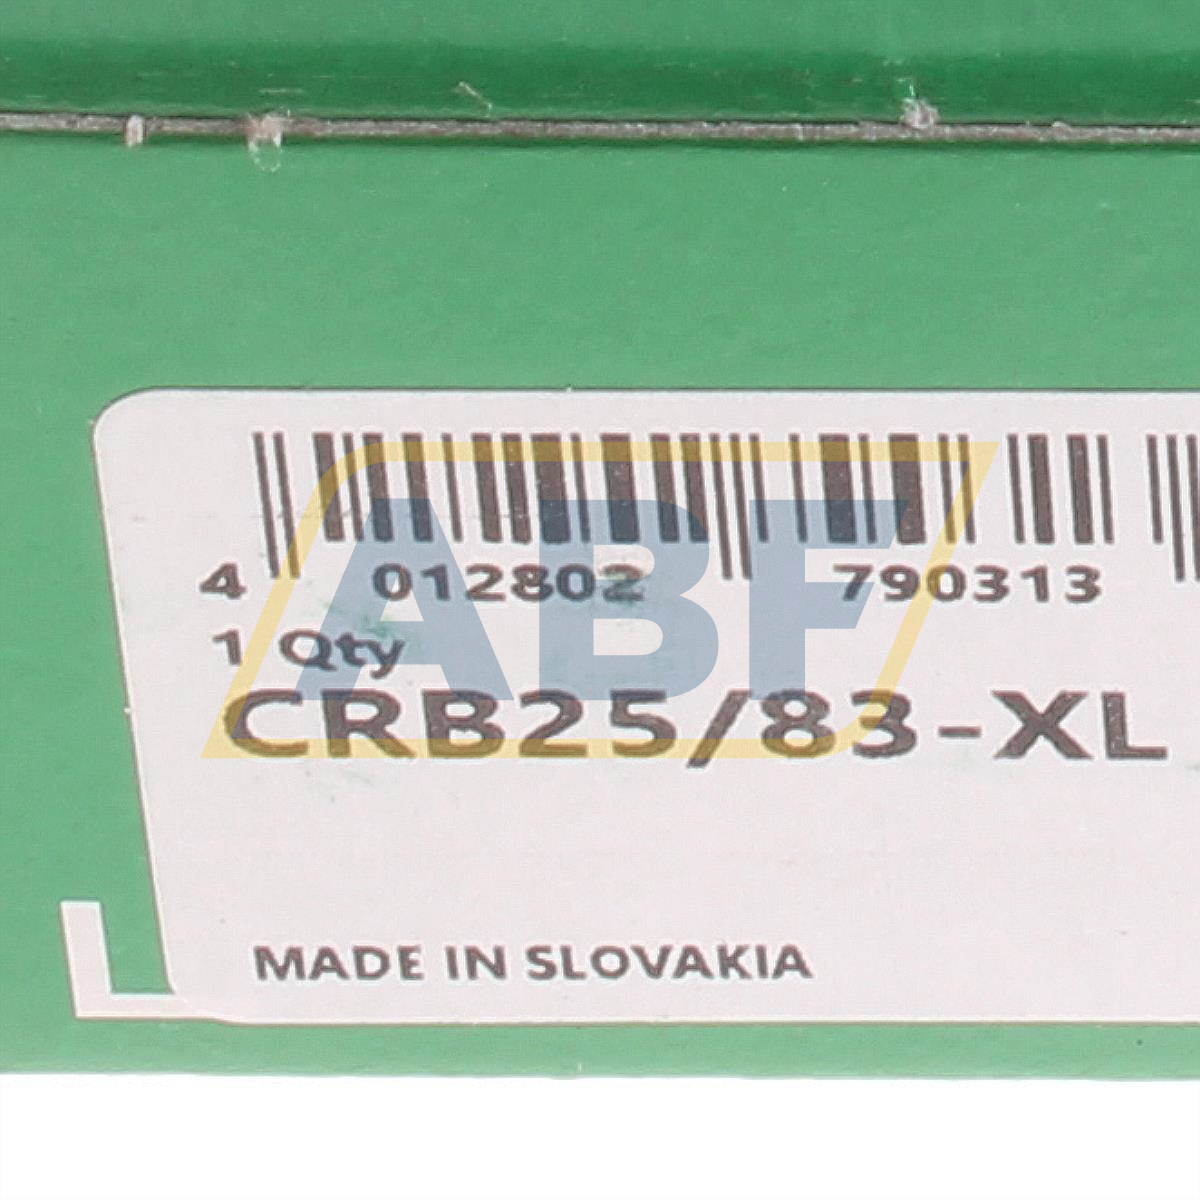 4 012802 790313
1 Qty
CRB25/83-XL
MADE IN SLOVAKIA
ABF